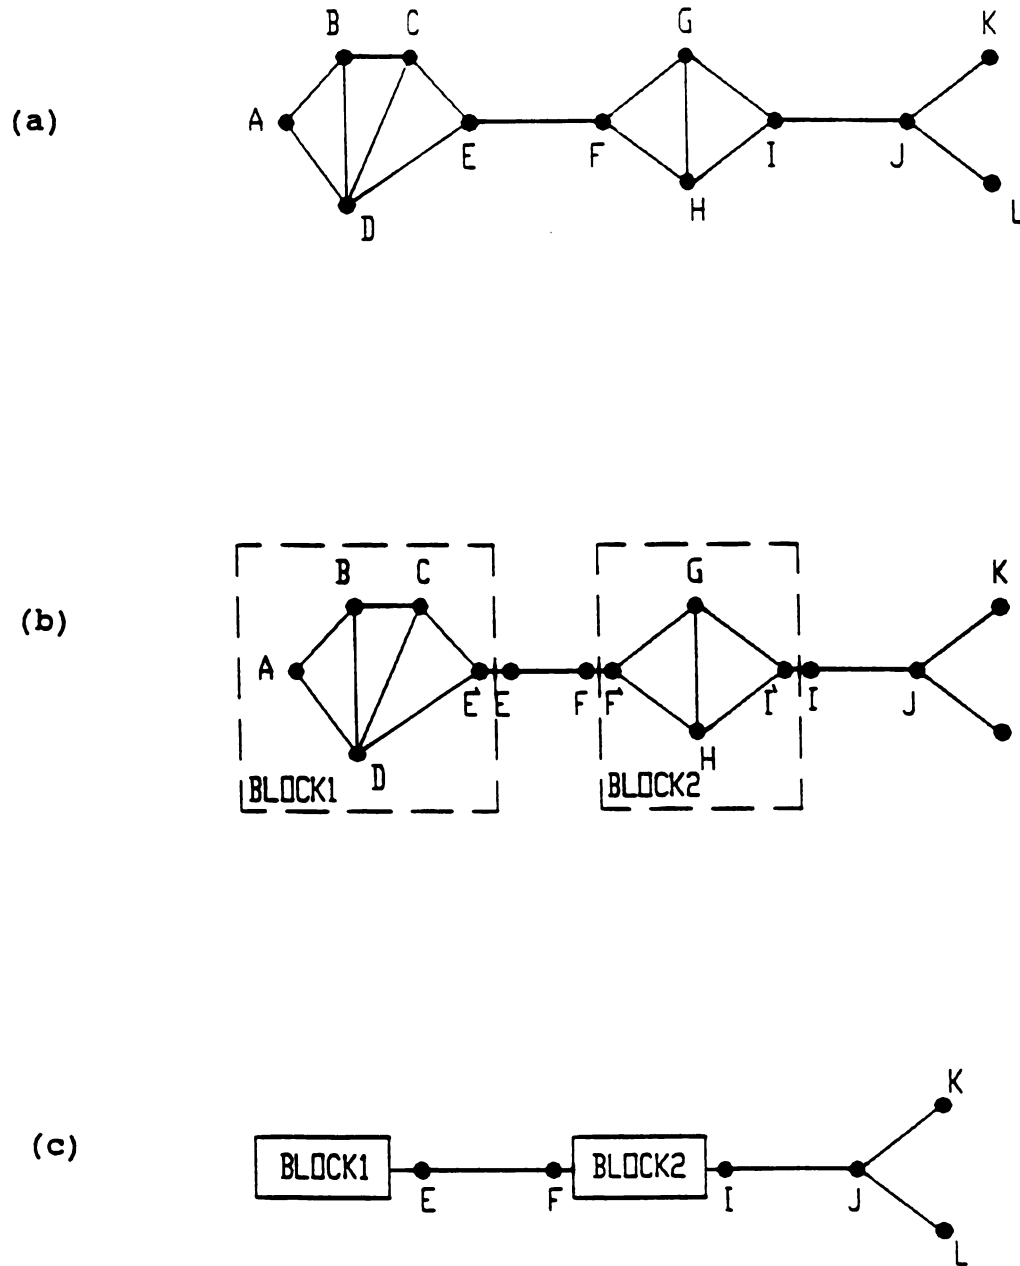 B C G K
(a) A
E F I J
H L
D
B C G K
(b) A
E' E F F' I' I J
D H
BLOCK1 BLOCK2
K
(c) BLOCK1 BLOCK2
E F I J
L